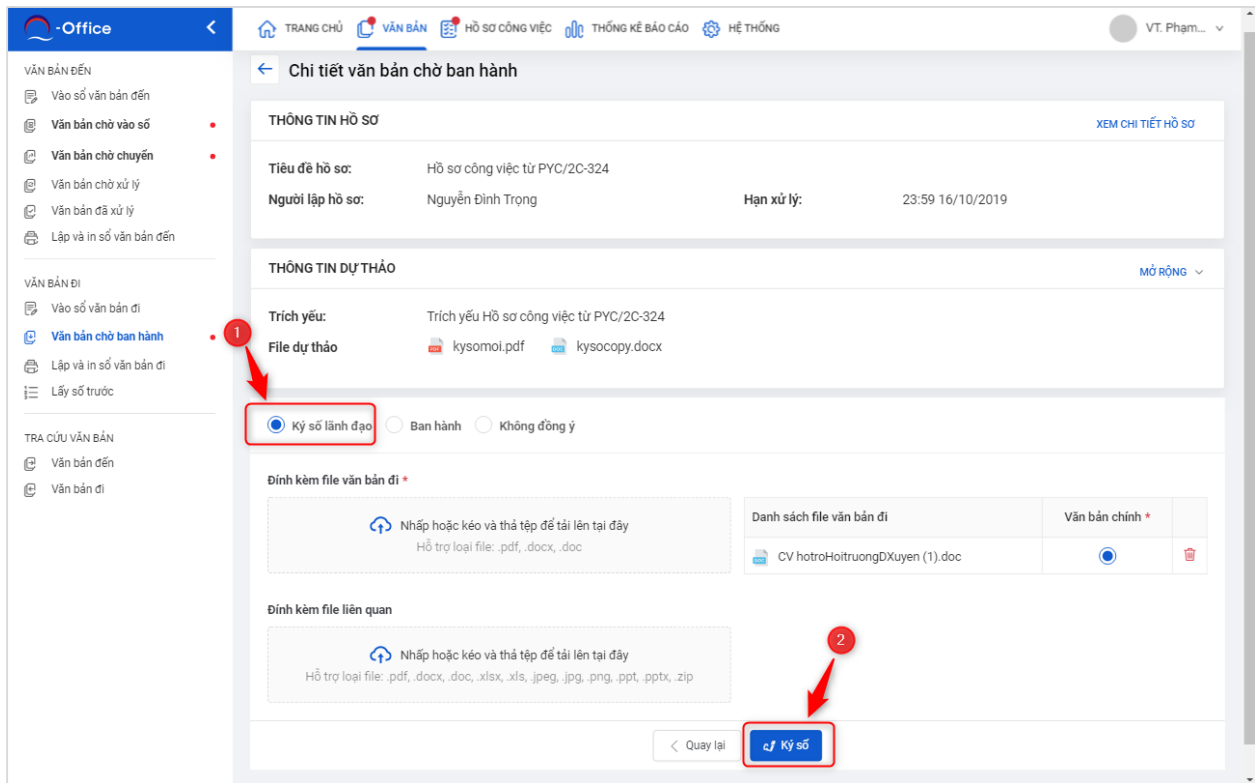 -Office
TRANG CHỦ VĂN BẢN HỒ SƠ CÔNG VIỆC THỐNG KÊ BÁO CÁO HỆ THỐNG VT. Phạm...
VĂN BẢN ĐẾN
Vào sổ văn bản đến
Văn bản chờ vào sổ
Văn bản chờ chuyển
Văn bản chờ xử lý
Văn bản đã xử lý
Lập và in sổ văn bản đến
VĂN BẢN ĐI
Vào sổ văn bản đi
Văn bản chờ ban hành
Lập và in sổ văn bản đi
Lấy số trước
TRA CỨU VĂN BẢN
Văn bản đến
Văn bản đi
Chi tiết văn bản chờ ban hành
THÔNG TIN HỒ SƠ XEM CHI TIẾT HỒ SƠ
Tiêu đề hồ sơ: Hồ sơ công việc từ PYC/2C-324
Người lập hồ sơ: Nguyễn Đình Trọng Hạn xử lý: 23:59 16/10/2019
THÔNG TIN DỰ THẢO MỞ RỘNG
Trích yếu: Trích yếu Hồ sơ công việc từ PYC/2C-324
File dự thảo kysomoi.pdf kysocopy.docx
1
Ký số lãnh đạo Ban hành Không đồng ý
Đính kèm file văn bản đi *
Nhấp hoặc kéo và thả tệp để tải lên tại đây
Hỗ trợ loại file: .pdf, .docx, .doc
Danh sách file văn bản đi Văn bản chính *
CV hotroHoitruongDXuyen (1).doc
Đính kèm file liên quan
Nhấp hoặc kéo và thả tệp để tải lên tại đây
Hỗ trợ loại file: .pdf, .docx, .doc, .xlsx, .xls, .jpeg, .jpg, .png, .ppt, .pptx, .zip
2
Quay lại Ký số